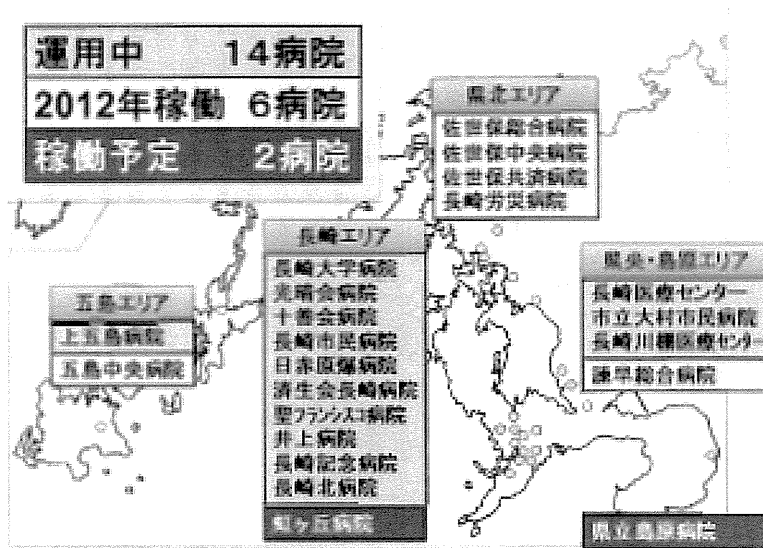 運用中 14病院
2012年稼働 6病院
稼働予定 2病院
県北エリア
佐世保総合病院
佐世保中央病院
佐世保共済病院
長崎労災病院
長崎エリア
長崎大学病院
光晴会病院
十善会病院
長崎市民病院
日赤原爆病院
済生会長崎病院
聖フランシスコ病院
井上病院
長崎記念病院
長崎北病院
虹ヶ丘病院
県央・島原エリア
長崎医療センター
市立大村市民病院
長崎川棚医療センター
諫早総合病院
県立島原病院
五島エリア
上五島病院
五島中央病院